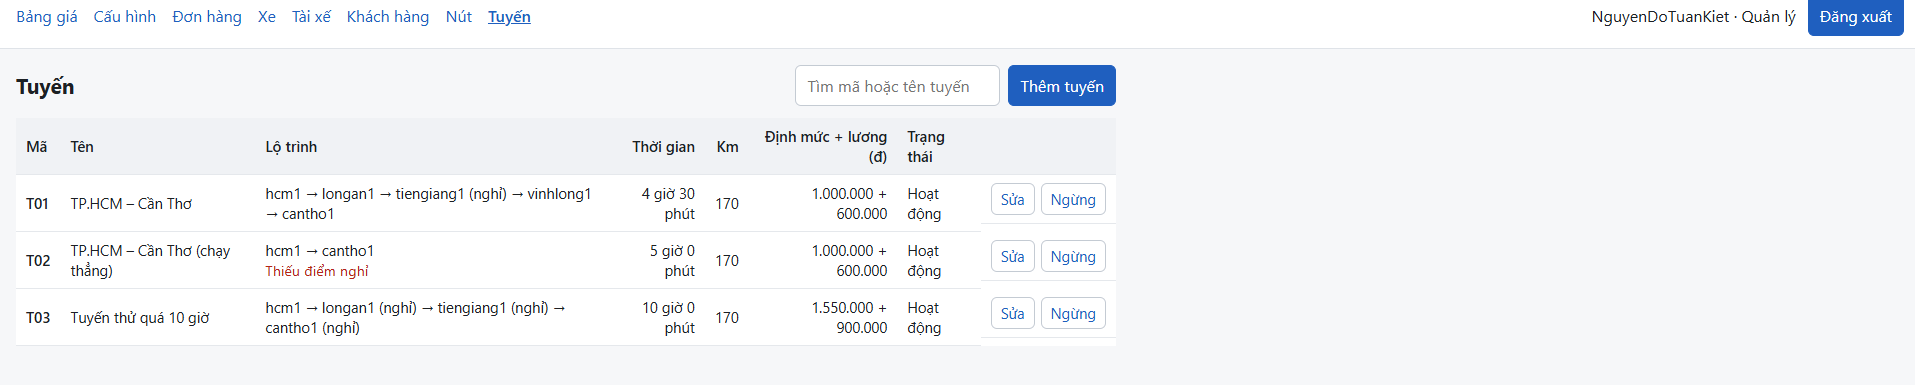 Bảng giá Cấu hình Đơn hàng Xe Tài xế Khách hàng Nút Tuyến NguyenDoTuanKiet · Quản lý Đăng xuất
Tuyến Tìm mã hoặc tên tuyến Thêm tuyến
Mã Tên Lộ trình Thời gian Km Định mức + lương (đ) Trạng thái
T01 TP.HCM – Cần Thơ hcm1 → longan1 → tiengiang1 (nghỉ) → vinhlong1 → cantho1 4 giờ 30 phút 170 1.000.000 + 600.000 Hoạt động Sửa Ngừng
T02 TP.HCM – Cần Thơ (chạy thẳng) hcm1 → cantho1 Thiếu điểm nghỉ 5 giờ 0 phút 170 1.000.000 + 600.000 Hoạt động Sửa Ngừng
T03 Tuyến thử quá 10 giờ hcm1 → longan1 (nghỉ) → tiengiang1 (nghỉ) → cantho1 (nghỉ) 10 giờ 0 phút 170 1.550.000 + 900.000 Hoạt động Sửa Ngừng